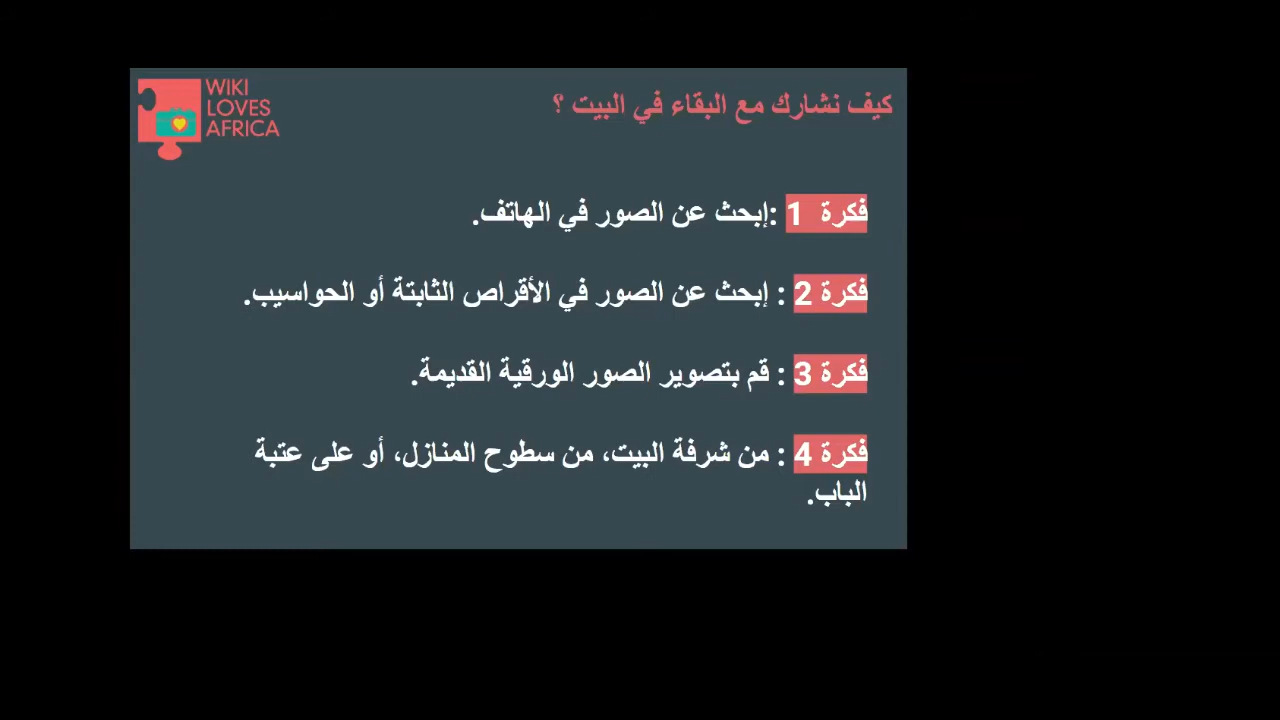 WIKI
LOVES
AFRICA
كيف نشارك مع البقاء في البيت ؟
فكرة 1 :إبحث عن الصور في الهاتف.
فكرة 2 : إبحث عن الصور في الأقراص الثابتة أو الحواسيب.
فكرة 3 : قم بتصوير الصور الورقية القديمة.
فكرة 4 : من شرفة البيت، من سطوح المنازل، أو على عتبة
الباب.